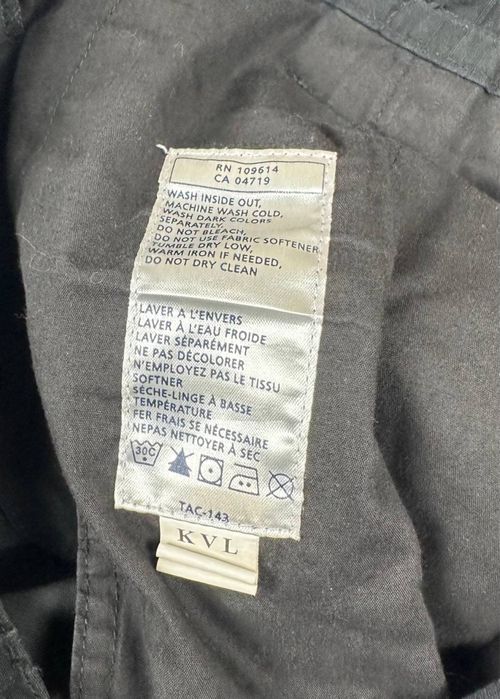 RN 109614
CA 04719
WASH INSIDE OUT,
MACHINE WASH COLD,
WASH DARK COLORS
SEPARATELY.
DO NOT BLEACH,
DO NOT USE FABRIC SOFTENER
TUMBLE DRY LOW,
WARM IRON IF NEEDED,
DO NOT DRY CLEAN
LAVER A L'ENVERS
LAVER À L'EAU FROIDE
LAVER SÉPARÉMENT
NE PAS DÉCOLORER
N'EMPLOYEZ PAS LE TISSU
SOFTNER
SÈCHE-LINGE À BASSE
TEMPÉRATURE
FER FRAIS SE NÉCESSAIRE
NEPAS NETTOYER À SEC
30C
TAC-143
KVL